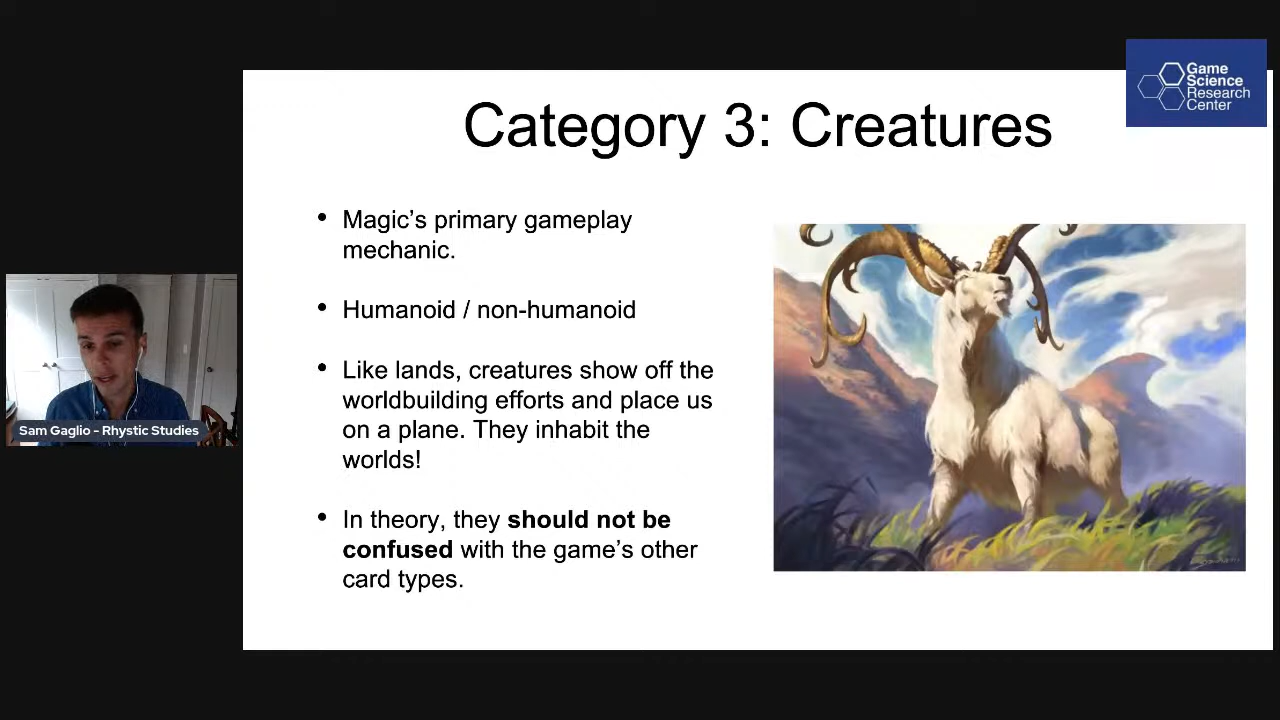 Game
Science
Research
Center
Category 3: Creatures
• Magic’s primary gameplay
mechanic.
• Humanoid / non-humanoid
• Like lands, creatures show off the
worldbuilding efforts and place us
on a plane. They inhabit the
worlds!
• In theory, they should not be
confused with the game’s other
card types.
Sam Gaglio - Rhystic Studies